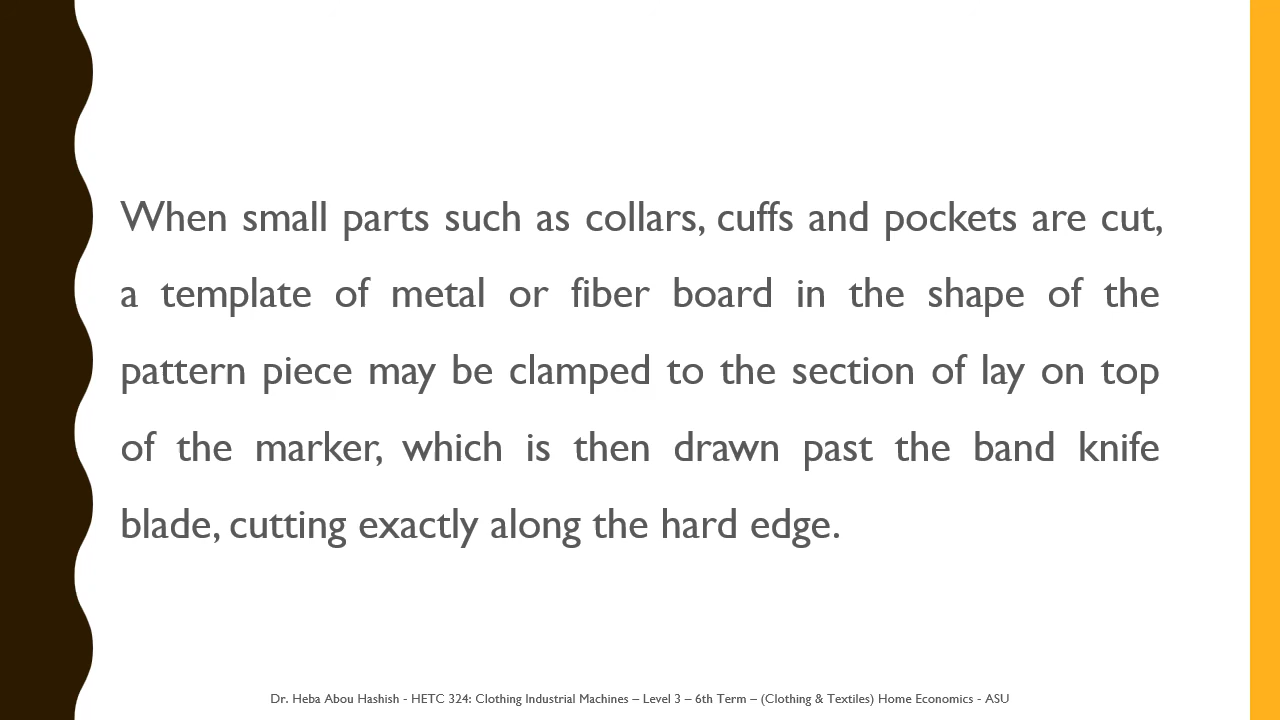 When small parts such as collars, cuffs and pockets are cut,
a template of metal or fiber board in the shape of the
pattern piece may be clamped to the section of lay on top
of the marker, which is then drawn past the band knife
blade, cutting exactly along the hard edge.
Dr. Heba Abou Hashish - HETC 324: Clothing Industrial Machines – Level 3 – 6th Term – (Clothing & Textiles) Home Economics - ASU